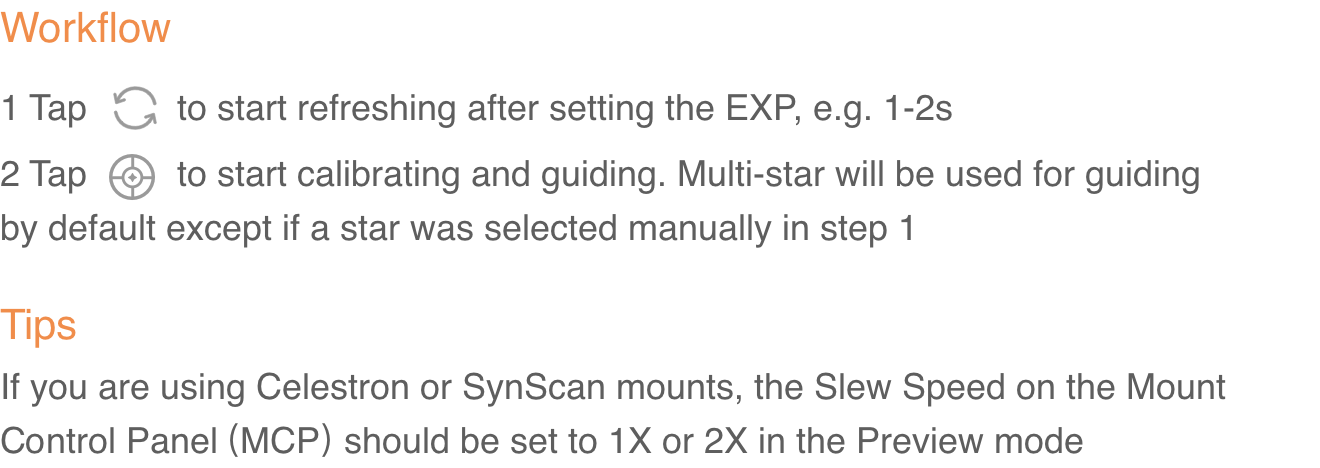 Workflow
1 Tap to start refreshing after setting the EXP, e.g. 1-2s
2 Tap to start calibrating and guiding. Multi-star will be used for guiding
by default except if a star was selected manually in step 1
Tips
If you are using Celestron or SynScan mounts, the Slew Speed on the Mount
Control Panel (MCP) should be set to 1X or 2X in the Preview mode